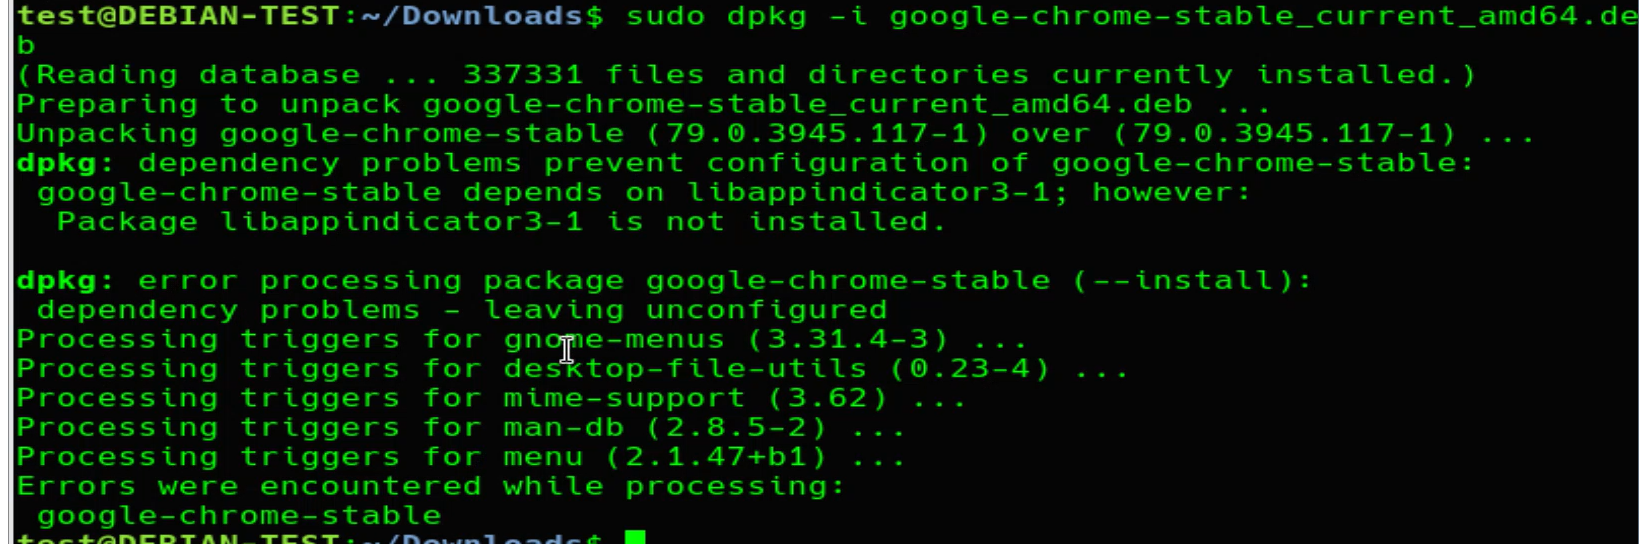 test@DEBIAN-TEST:~/Downloads$ sudo dpkg -i google-chrome-stable_current_amd64.de
b
(Reading database ... 337331 files and directories currently installed.)
Preparing to unpack google-chrome-stable_current_amd64.deb ...
Unpacking google-chrome-stable (79.0.3945.117-1) over (79.0.3945.117-1) ...
dpkg: dependency problems prevent configuration of google-chrome-stable:
 google-chrome-stable depends on libappindicator3-1; however:
  Package libappindicator3-1 is not installed.

dpkg: error processing package google-chrome-stable (--install):
 dependency problems - leaving unconfigured
Processing triggers for gnome-menus (3.31.4-3) ...
Processing triggers for desktop-file-utils (0.23-4) ...
Processing triggers for mime-support (3.62) ...
Processing triggers for man-db (2.8.5-2) ...
Processing triggers for menu (2.1.47+b1) ...
Errors were encountered while processing:
 google-chrome-stable
test@DEBIAN-TEST:~/Downloads$